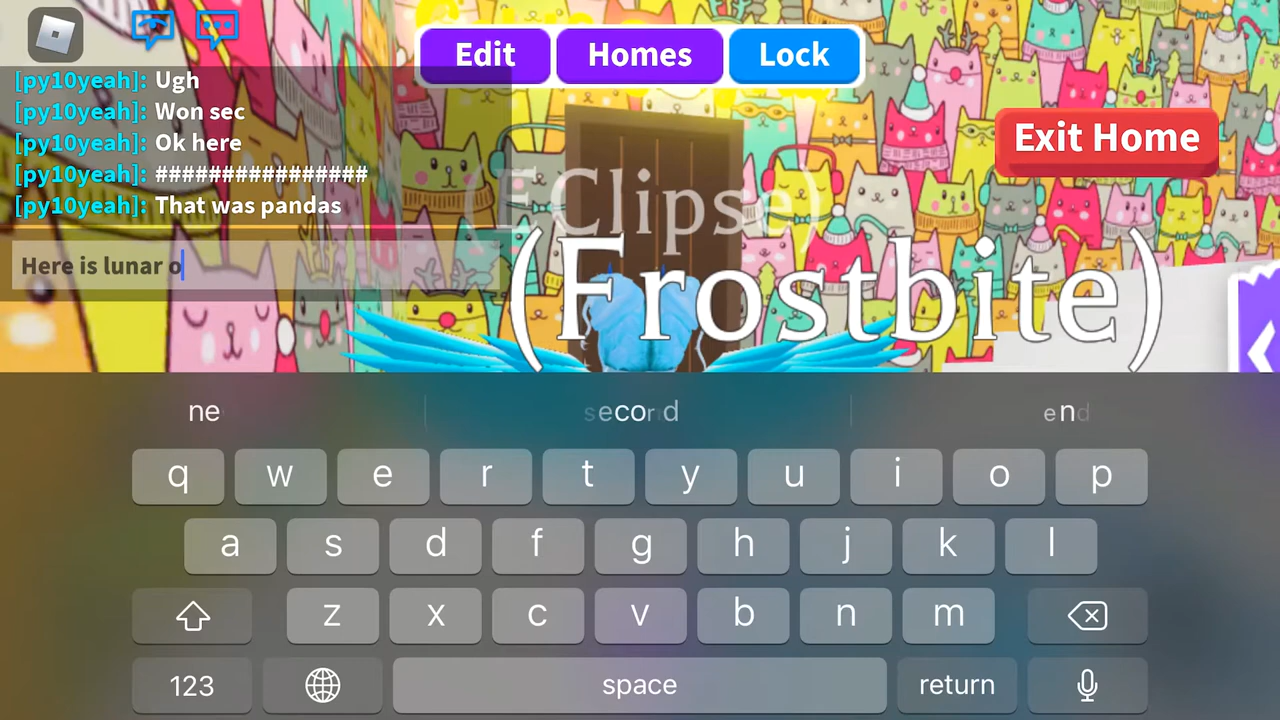 Edit Homes Lock
[py10yeah]: Ugh
[py10yeah]: Won sec
[py10yeah]: Ok here
[py10yeah]: ################
[py10yeah]: That was pandas
Exit Home
Here is lunar o
(EClipse)
(Frostbite)
ne second end
q w e r t y u i o p
a s d f g h j k l
z x c v b n m
123 space return